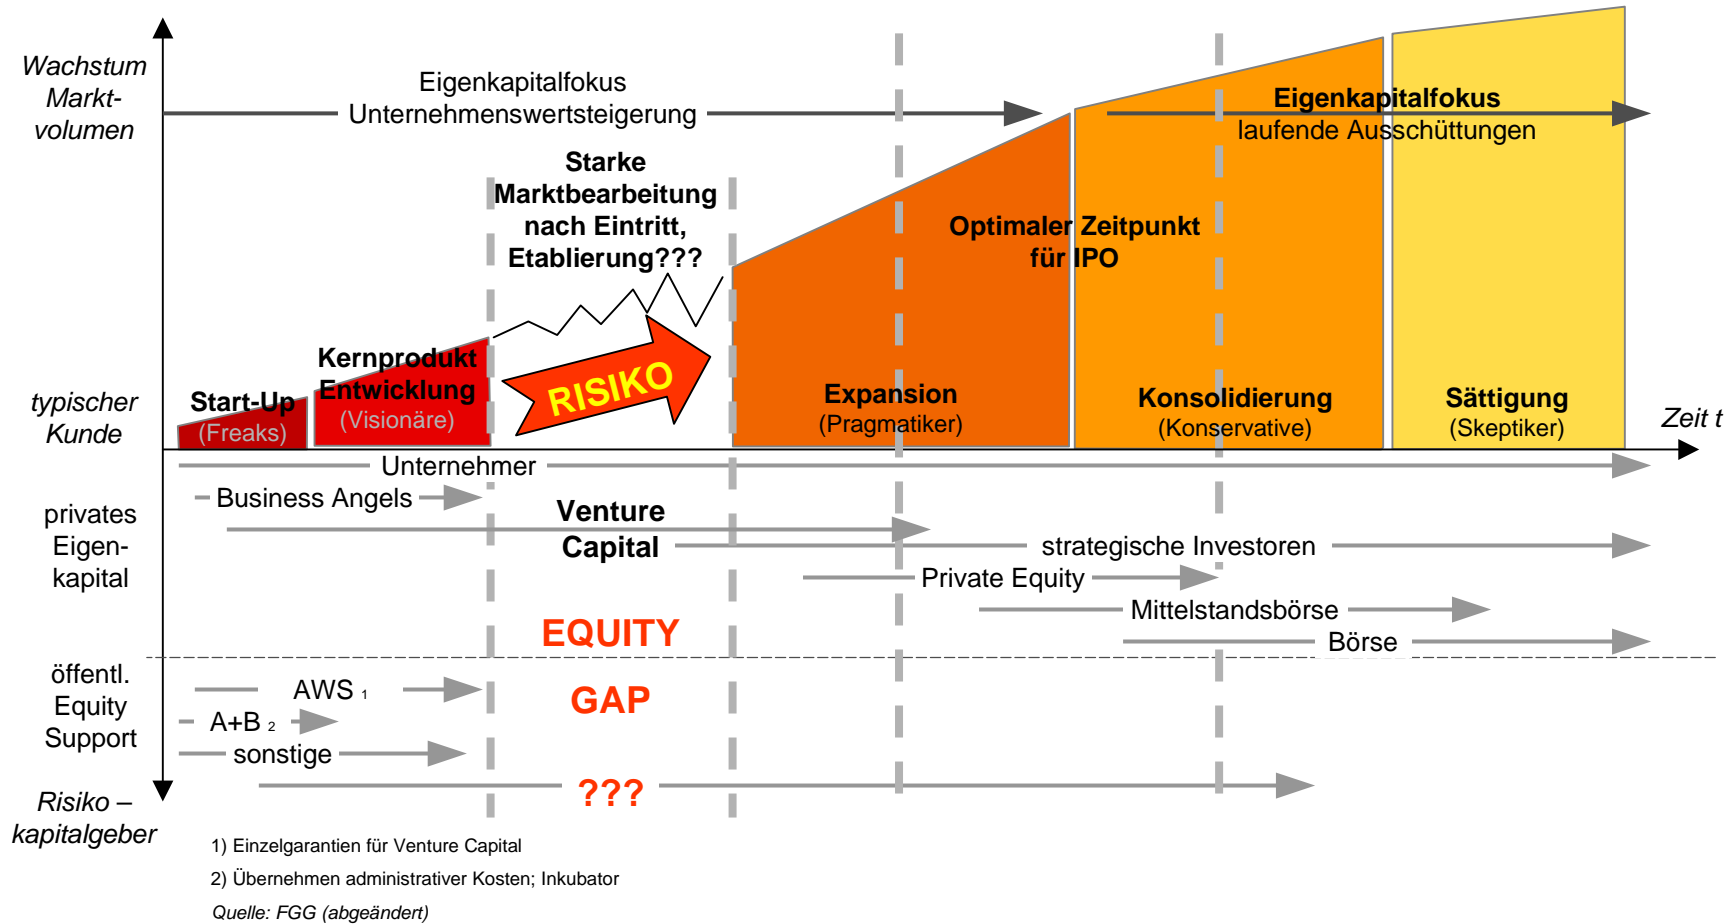 Wachstum
Markt-
volumen
Eigenkapitalfokus
Unternehmenswertsteigerung
Eigenkapitalfokus
laufende Ausschüttungen
Starke
Marktbearbeitung
nach Eintritt,
Etablierung???
Optimaler Zeitpunkt
für IPO
RISIKO
typischer
Kunde
Start-Up
(Freaks)
Kernprodukt
Entwicklung
(Visionäre)
Expansion
(Pragmatiker)
Konsolidierung
(Konservative)
Sättigung
(Skeptiker)
Zeit t
Unternehmer
privates
Eigen-
kapital
Business Angels
Venture
Capital
strategische Investoren
Private Equity
Mittelstandsbörse
Börse
EQUITY
GAP
???
öffentl.
Equity
Support
AWS 1
A+B 2
sonstige
Risiko –
kapitalgeber
1) Einzelgarantien für Venture Capital
2) Übernehmen administrativer Kosten; Inkubator
Quelle: FGG (abgeändert)